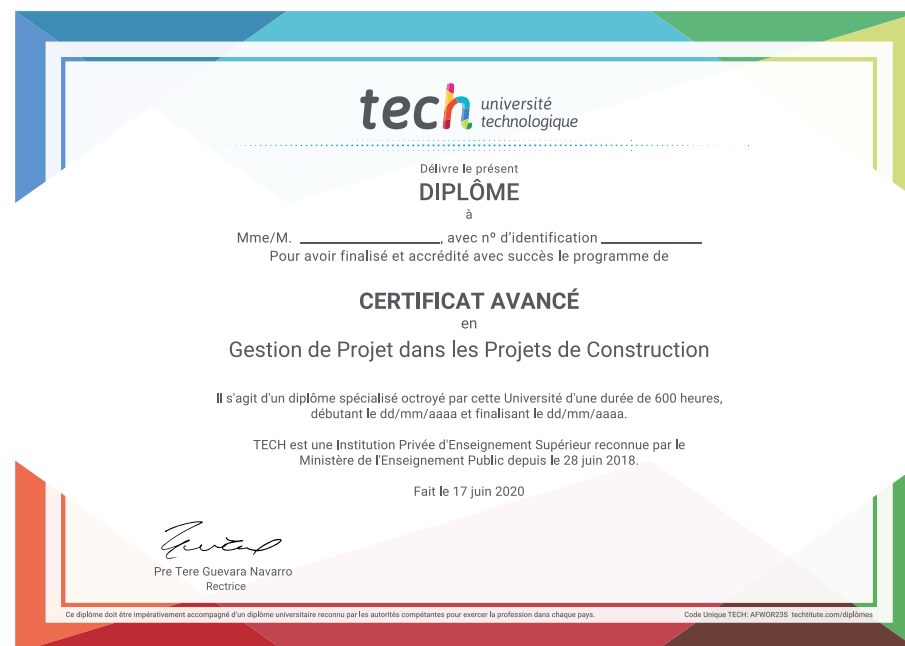 tech université
technologique
Délivre le présent
DIPLÔME
à
Mme/M. ____________________, avec nº d'identification ______________
Pour avoir finalisé et accrédité avec succès le programme de
CERTIFICAT AVANCÉ
en
Gestion de Projet dans les Projets de Construction
Il s'agit d'un diplôme spécialisé octroyé par cette Université d'une durée de 600 heures,
débutant le dd/mm/aaaa et finalisant le dd/mm/aaaa.
TECH est une Institution Privée d'Enseignement Supérieur reconnue par le
Ministère de l'Enseignement Public depuis le 28 juin 2018.
Fait le 17 juin 2020
Pre Tere Guevara Navarro
Rectrice
Ce diplôme doit être impérativement accompagné d'un diplôme universitaire reconnu par les autorités compétantes pour exercer la profession dans chaque pays.
Code Unique TECH: AFWOR23S techtitute.com/diplômes